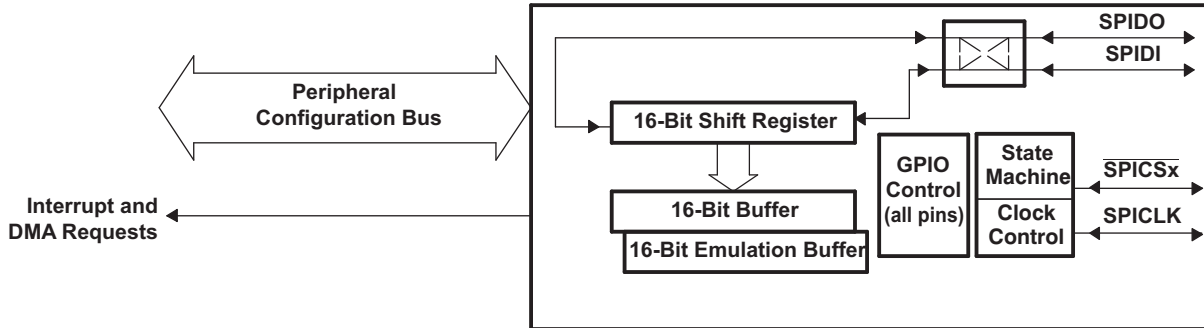 SPIDO
SPIDI
Peripheral
Configuration Bus
16-Bit Shift Register
GPIO
Control
(all pins)
State
Machine
SPICSx
Interrupt and
DMA Requests
16-Bit Buffer
Clock
Control
SPICLK
16-Bit Emulation Buffer